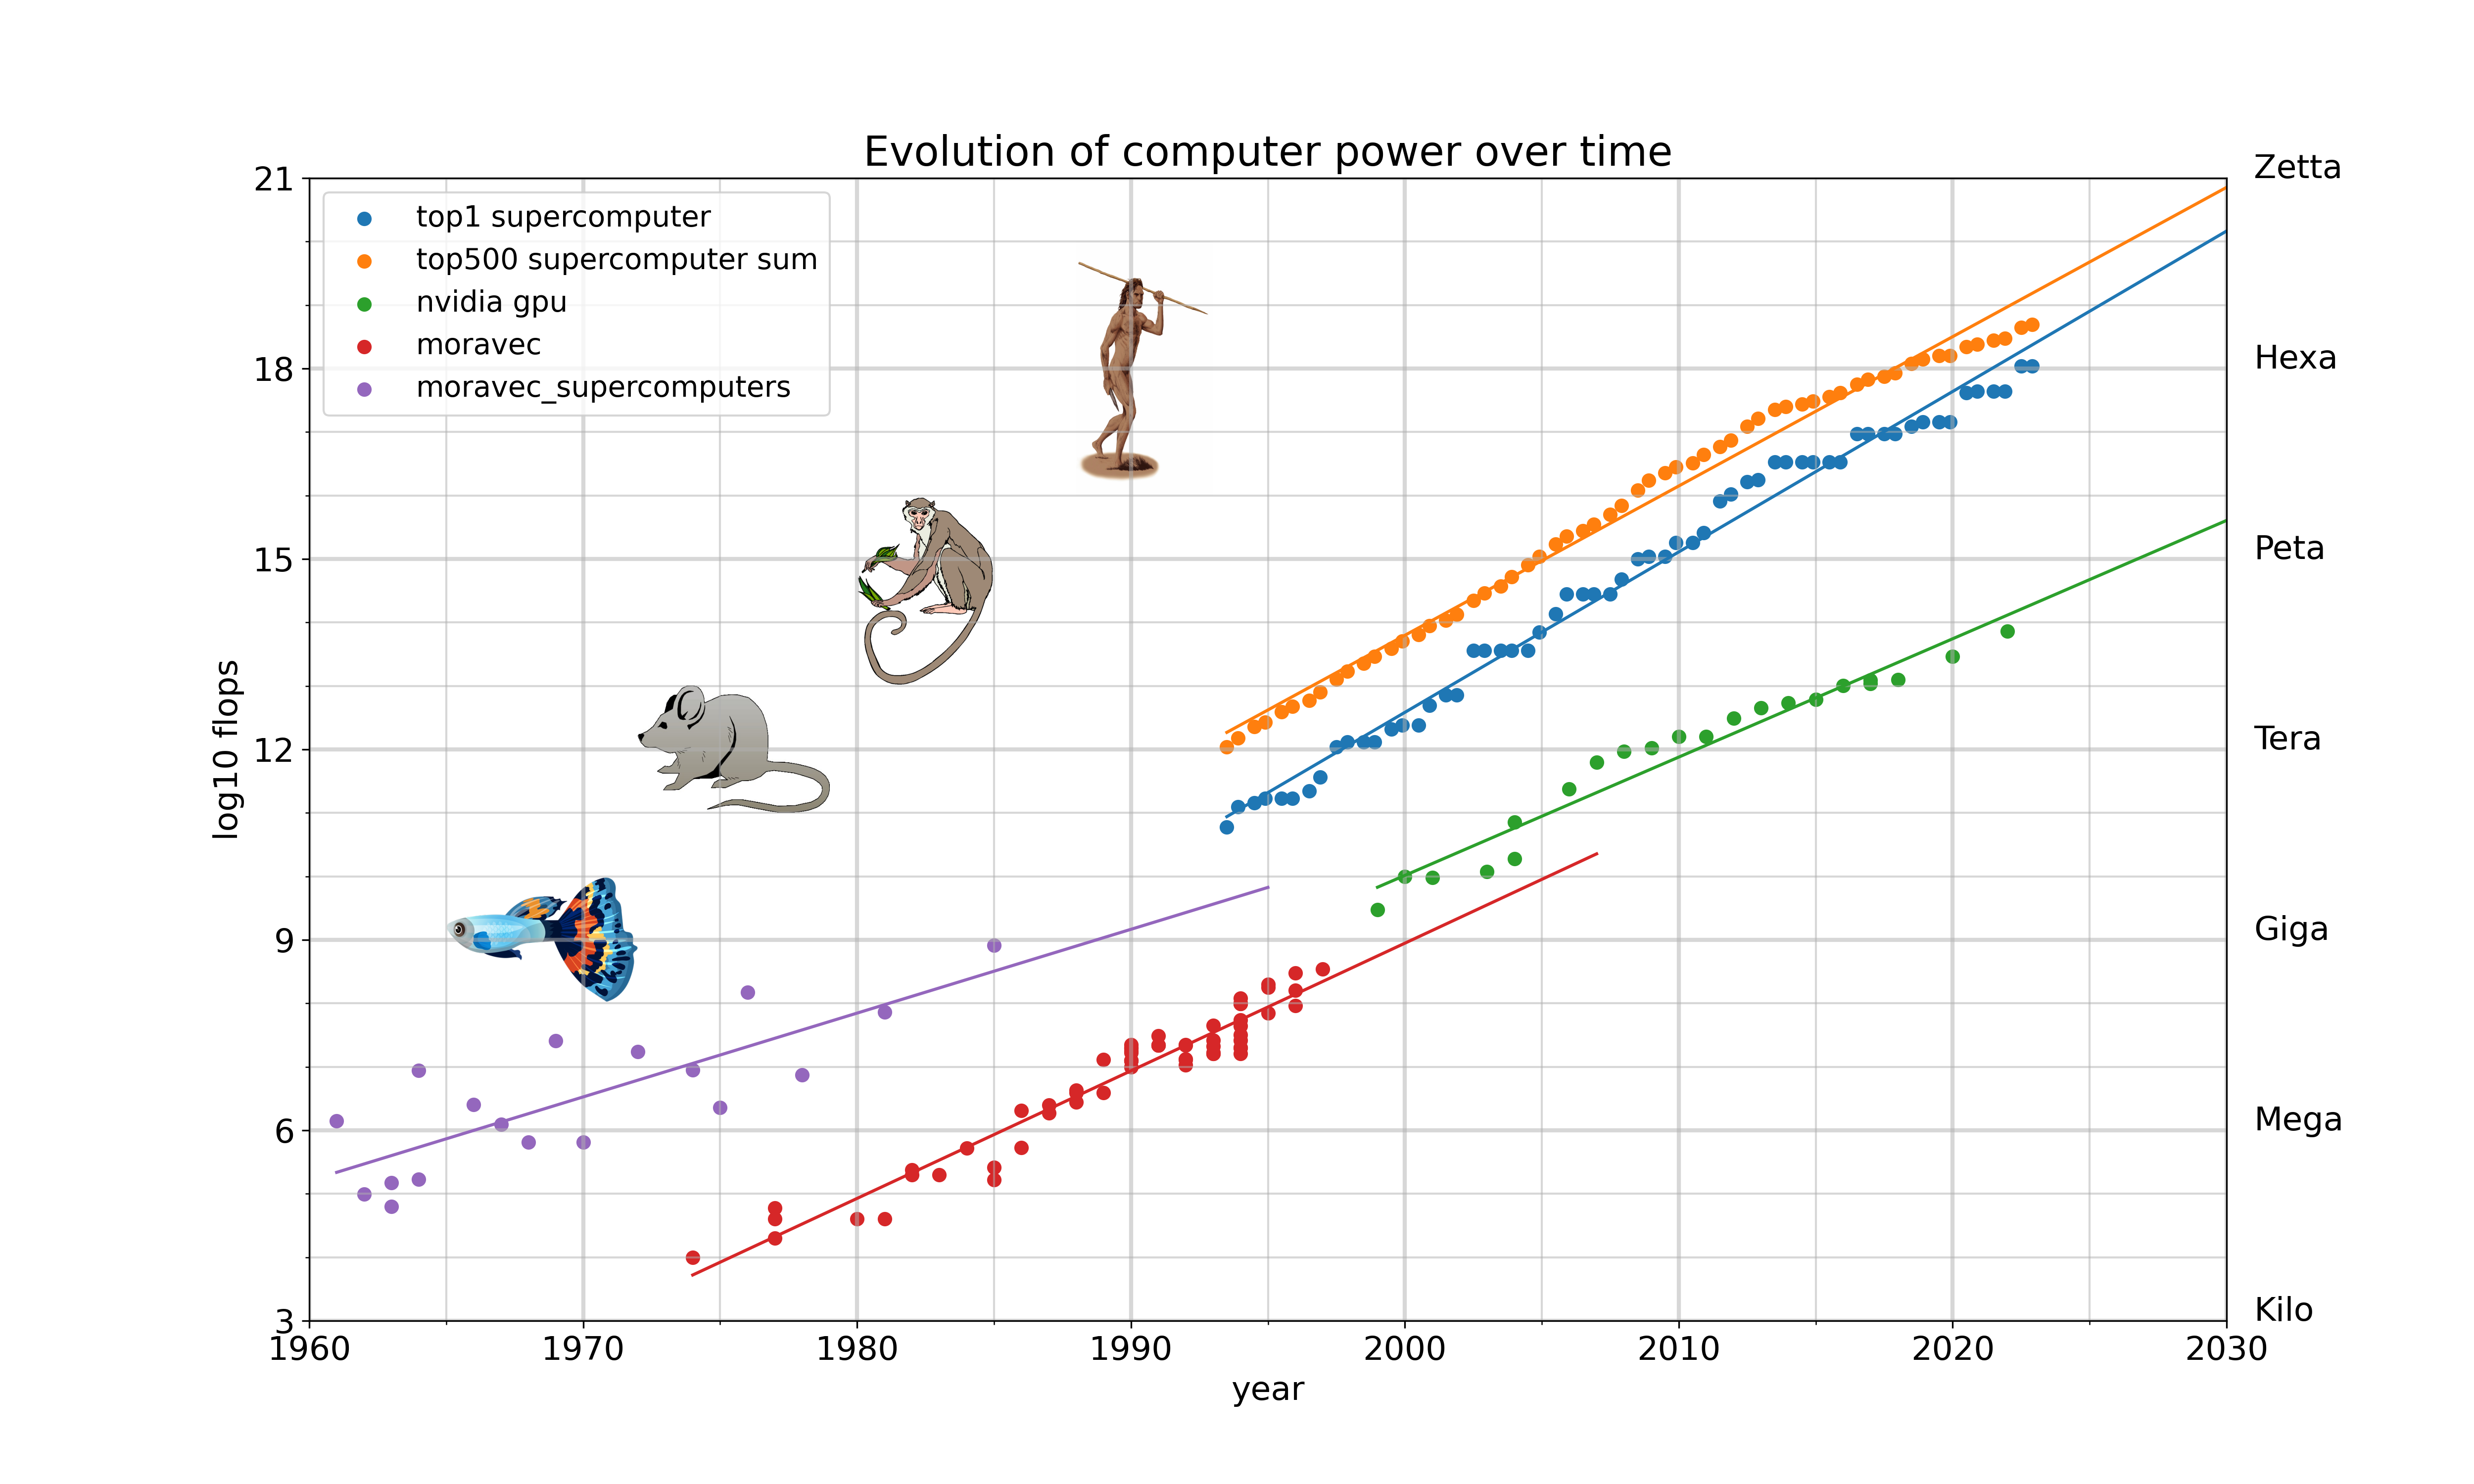 Evolution of computer power over time
Zetta
21
top1 supercomputer
top500 supercomputer sum
nvidia gpu
moravec
moravec_supercomputers
18
Hexa
15
Peta
12
Tera
log10 flops
9
Giga
6
Mega
3
Kilo
1960 1970 1980 1990 2000 2010 2020 2030
year